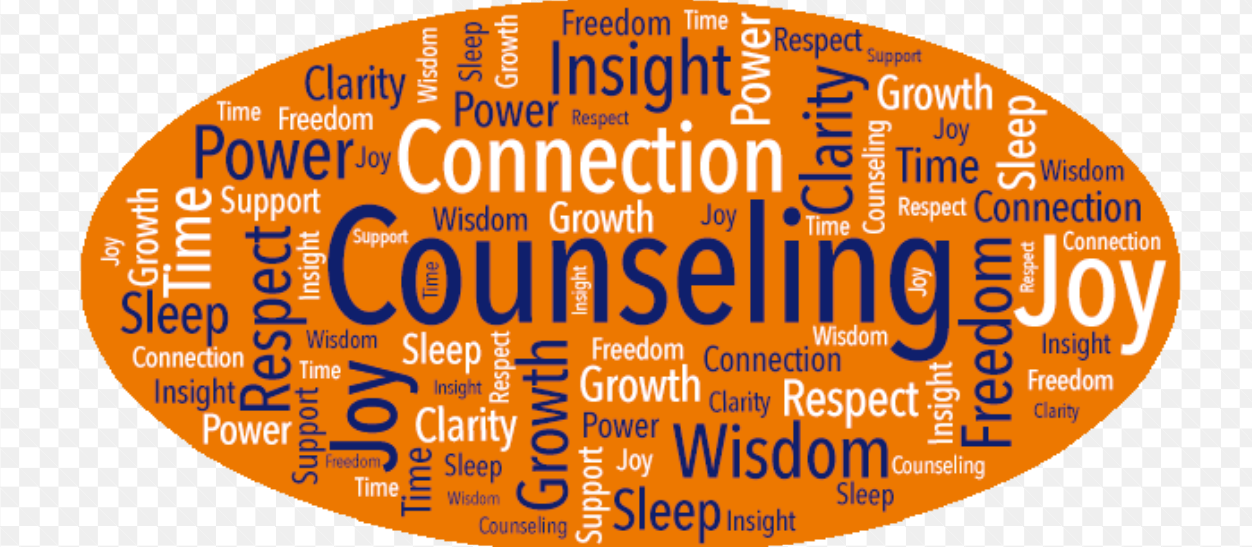 Freedom
Time
Wisdom
Sleep
Growth
Insight
Power
Respect
Support
Clarity
Clarity
Growth
Time
Freedom
Power
Respect
Sleep
Joy
Counseling
Power
Joy
Connection
Time
Wisdom
Growth
Time
Support
Wisdom
Growth
Joy
Time
Respect
Connection
Joy
Respect
Insight
Support
Counseling
Time
Insight
Joy
Freedom
Respect
Connection
Joy
Sleep
Wisdom
Sleep
Respect
Freedom
Connection
Wisdom
Insight
Connection
Time
Insight
Joy
Insight
Growth
Growth
Clarity
Respect
Insight
Freedom
Clarity
Power
Support
Freedom
Clarity
Power
Wisdom
Counseling
Time
Time
Sleep
Wisdom
Support
Joy
Sleep
Counseling
Sleep
Insight